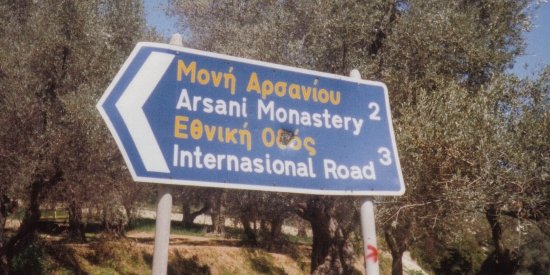 Μονή Αρσανίου
Arsani Monastery 2
Εθνική Οδός
Internasional Road 3